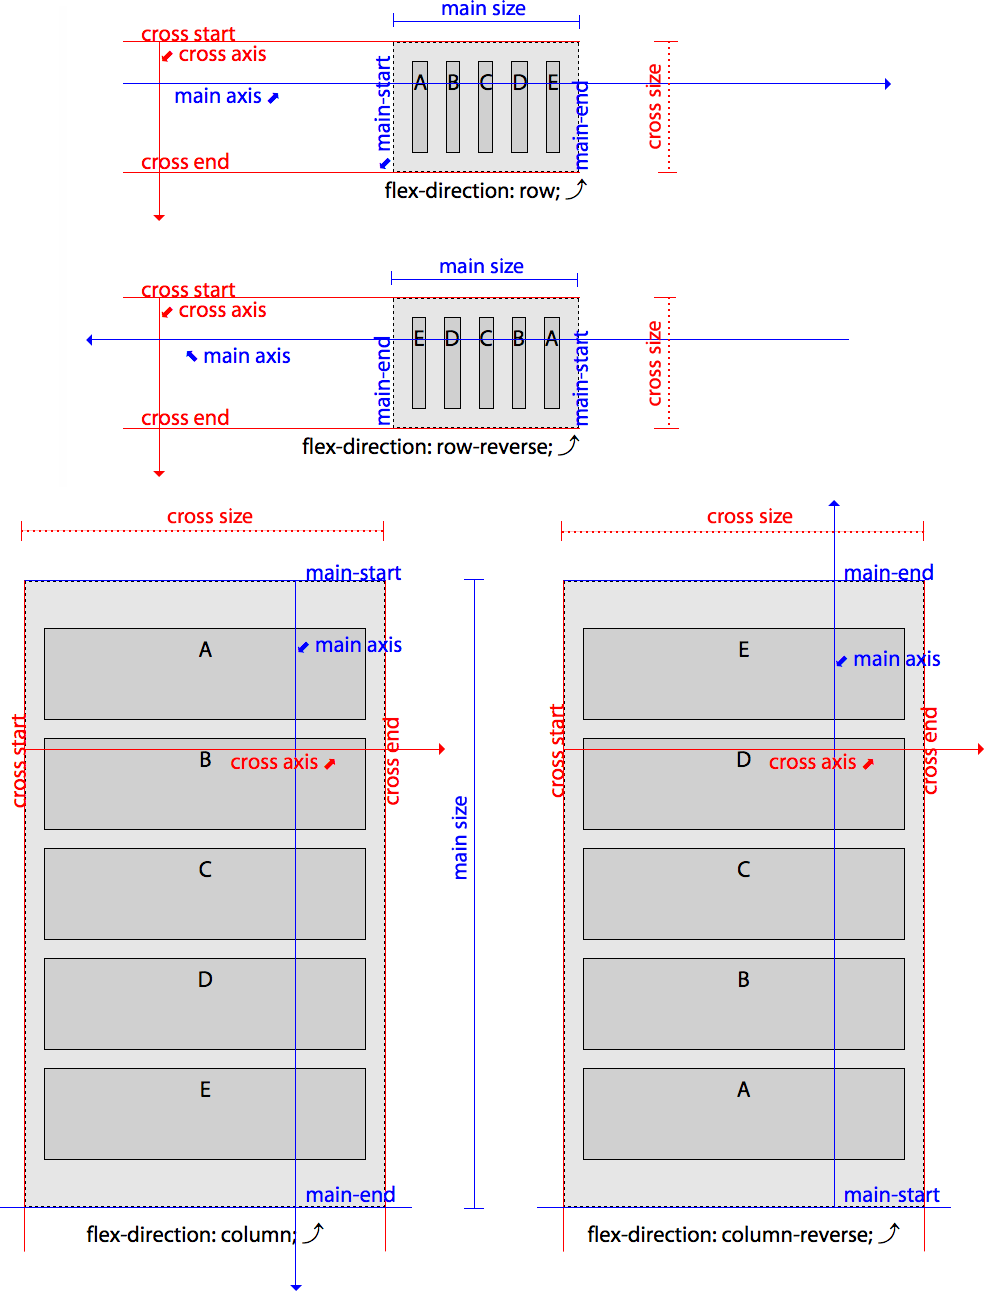 main size
cross start
cross axis
main axis
main-start
A B C D E
main-end
cross size
cross end
flex-direction: row;
main size
cross start
cross axis
main axis
main-end
E D C B A
main-start
cross size
cross end
flex-direction: row-reverse;
cross size
main-start
A
main axis
cross start
B
cross axis
cross end
C
D
E
main-end
flex-direction: column;
main size
cross size
main-end
E
main axis
cross start
D
cross axis
cross end
C
B
A
main-start
flex-direction: column-reverse;